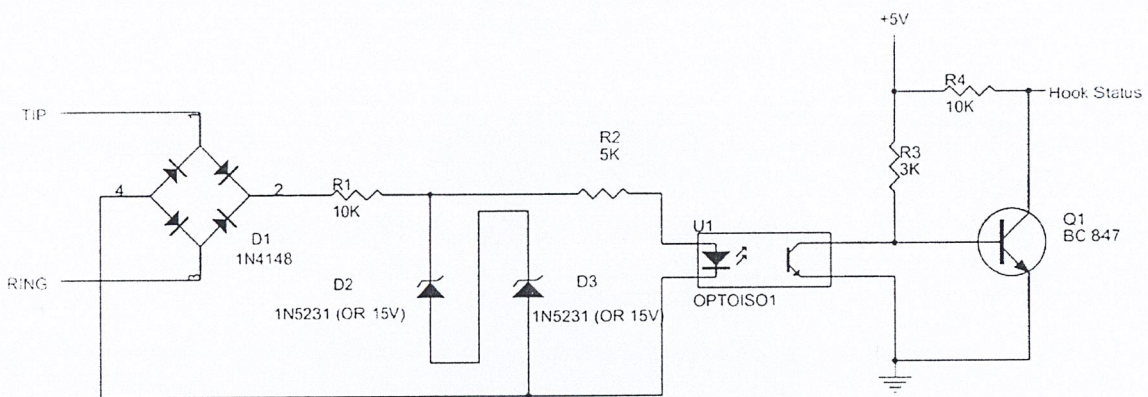 +5V
R4
10K
Hook Status
TIP
1
R2
5K
R3
3K
4
2
R1
10K
U1
Q1
BC 847
D1
1N4148
3
RING
D2
1N5231 (OR 15V)
D3
1N5231 (OR 15V)
OPTOISO1